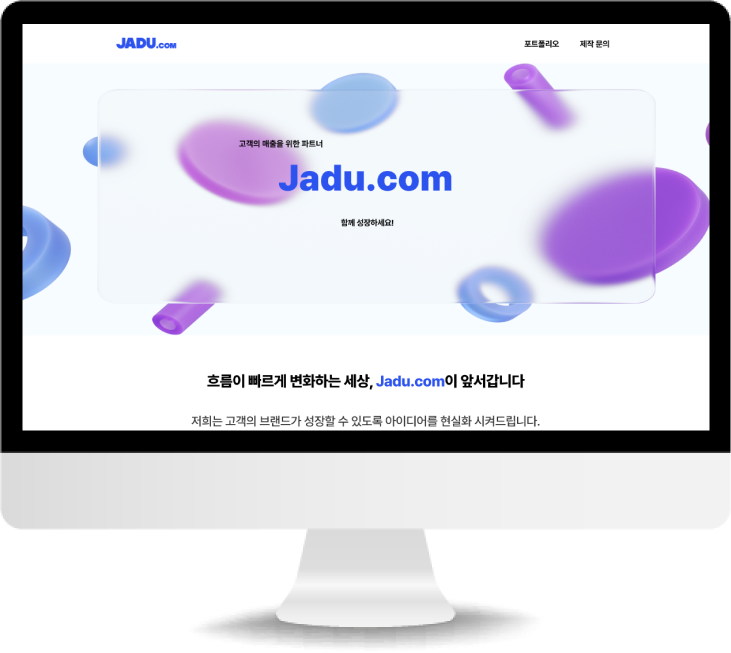 JADU.COM
포트폴리오 제작 문의
고객의 매출을 위한 파트너
Jadu.com
함께 성장하세요!
흐름이 빠르게 변화하는 세상, Jadu.com이 앞서갑니다
저희는 고객의 브랜드가 성장할 수 있도록 아이디어를 현실화 시켜드립니다.